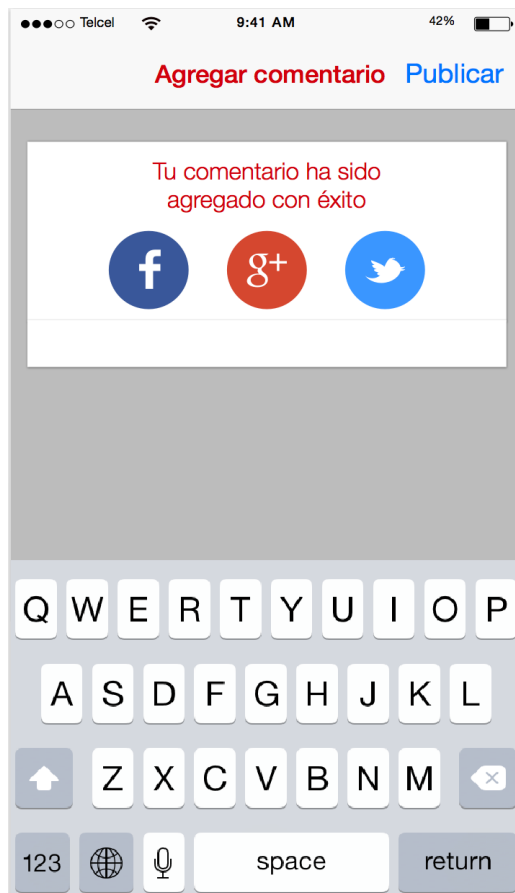 Telcel 9:41 AM 42%
Agregar comentario Publicar
Tu comentario ha sido
agregado con éxito
f g+
Q W E R T Y U I O P
A S D F G H J K L
Z X C V B N M
123 space return